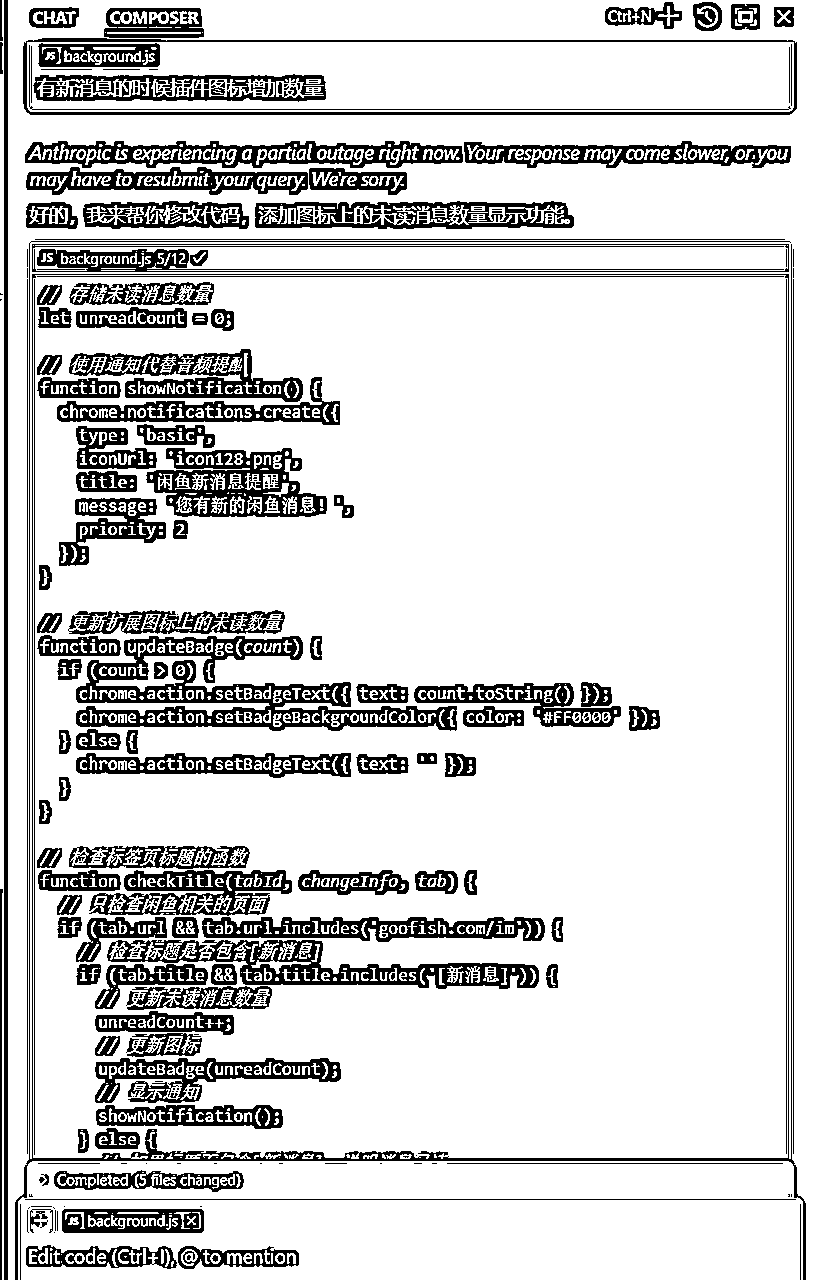 CHAT COMPOSER Ctrl+N
JS background.js
有新消息的时候插件图标增加数量
Anthropic is experiencing a partial outage right now. Your response may come slower, or you
may have to resubmit your query. We're sorry.
好的，我来帮你修改代码，添加图标上的未读消息数量显示功能。
JS background.js 5/12
// 存储未读消息数量
let unreadCount = 0;
// 使用通知代替音频提醒
function showNotification() {
chrome.notifications.create({
type: 'basic',
iconUrl: 'icon128.png',
title: '闲鱼新消息提醒',
message: '您有新的闲鱼消息！',
priority: 2
});
}
// 更新扩展图标上的未读数量
function updateBadge(count) {
if (count > 0) {
chrome.action.setBadgeText({ text: count.toString() });
chrome.action.setBadgeBackgroundColor({ color: '#FF0000' });
} else {
chrome.action.setBadgeText({ text: '' });
}
}
// 检查标签页标题的函数
function checkTitle(tabId, changeInfo, tab) {
// 只检查闲鱼相关的页面
if (tab.url && tab.url.includes('goofish.com/im')) {
// 检查标题是否包含[新消息]
if (tab.title && tab.title.includes('[新消息]')) {
// 更新未读消息数量
unreadCount++;
// 更新图标
updateBadge(unreadCount);
// 显示通知
showNotification();
} else {
Completed (5 files changed)
JS background.js
Edit code (Ctrl+I), @ to mention